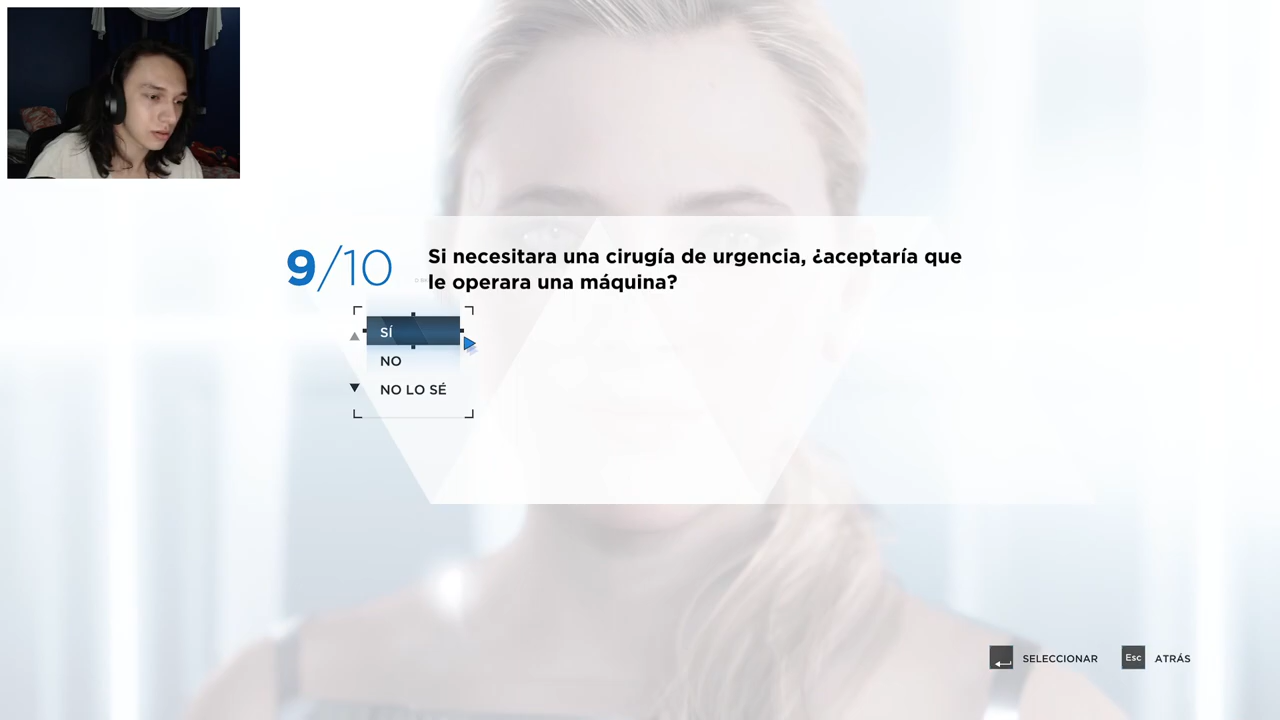 9/10
Si necesitara una cirugía de urgencia, ¿aceptaría que
le operara una máquina?
SÍ
NO
NO LO SÉ
SELECCIONAR
Esc
ATRÁS